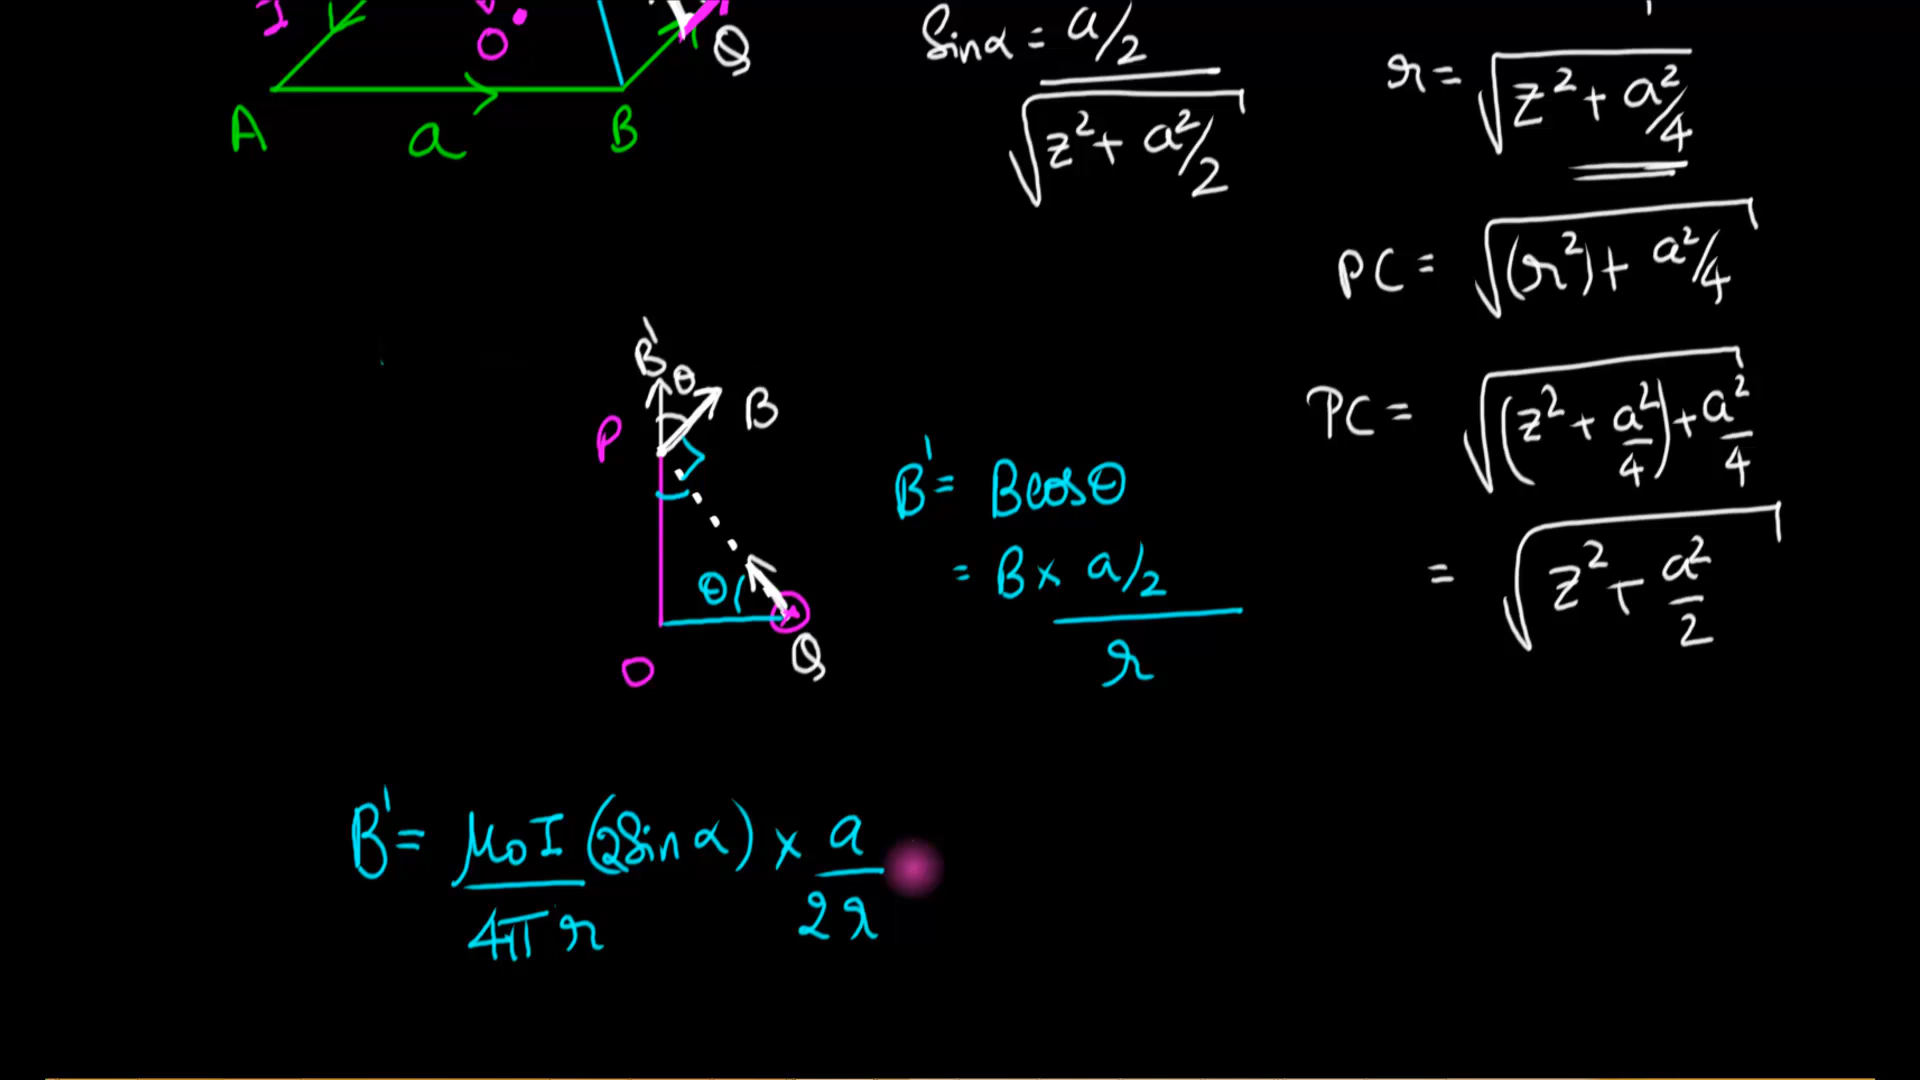 I
O
Q
A
a
B
Sinα = a/2
√(z² + a²/2)
r = √(z² + a²/4)
PC = √((r²) + a²/4)
PC = √((z² + a²/4) + a²/4)
= √(z² + a²/2)
B'
θ
B
P
θ
O
Q
B' = B cosθ
= B × a/2
r
B' = μ₀I (2Sin α) × a
4πr 2r